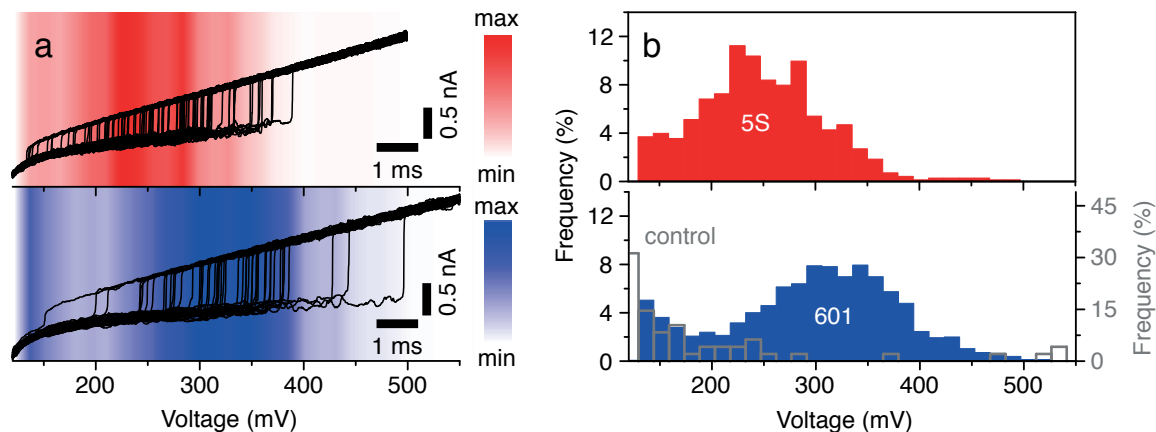 a
max
min
0.5 nA
1 ms
max
min
0.5 nA
1 ms
200 300 400 500
Voltage (mV)
b
12
8
4
0
5S
Frequency (%)
12
8
4
0
control
601
45
30
15
0
Frequency (%)
200 300 400 500
Voltage (mV)